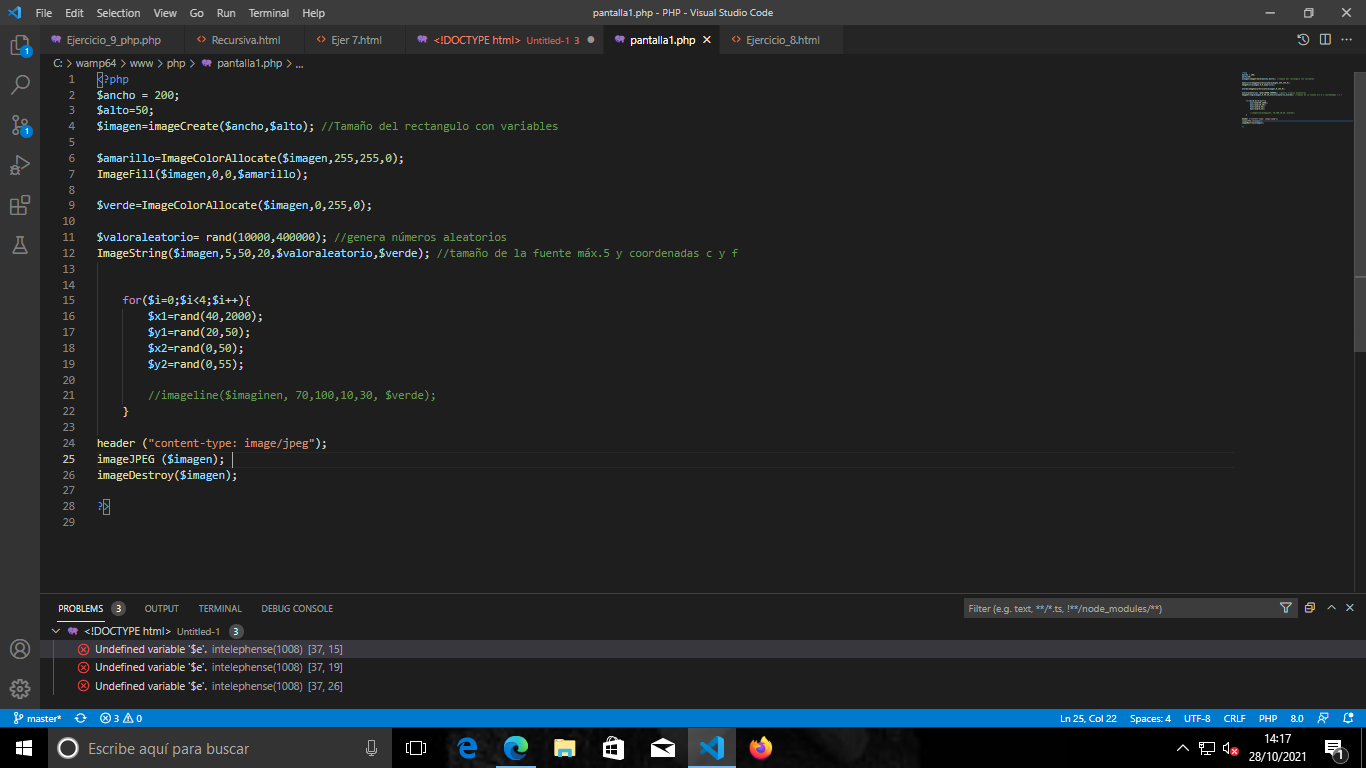 File Edit Selection View Go Run Terminal Help pantalla1.php - PHP - Visual Studio Code
Ejercicio_9_php.php Recursiva.html Ejer 7.html <!DOCTYPE html> Untitled-1 3 pantalla1.php Ejercicio_8.html
C: > wamp64 > www > php > pantalla1.php > ...
1 <?php
2 $ancho = 200;
3 $alto=50;
4 $imagen=imageCreate($ancho,$alto); //Tamaño del rectangulo con variables
5
6 $amarillo=ImageColorAllocate($imagen,255,255,0);
7 ImageFill($imagen,0,0,$amarillo);
8
9 $verde=ImageColorAllocate($imagen,0,255,0);
10
11 $valoraleatorio= rand(10000,400000); //genera números aleatorios
12 ImageString($imagen,5,50,20,$valoraleatorio,$verde); //tamaño de la fuente máx.5 y coordenadas c y f
13
14
15 for($i=0;$i<4;$i++){
16 $x1=rand(40,2000);
17 $y1=rand(20,50);
18 $x2=rand(0,50);
19 $y2=rand(0,55);
20
21 //imageline($imaginen, 70,100,10,30, $verde);
22 }
23
24 header ("content-type: image/jpeg");
25 imageJPEG ($imagen);
26 imageDestroy($imagen);
27
28 ?>
29
PROBLEMS 3 OUTPUT TERMINAL DEBUG CONSOLE Filter (e.g. text, **/*.ts, !**/node_modules/**)
<!DOCTYPE html> Untitled-1 3
Undefined variable '$e'. intelephense(1008) [37, 15]
Undefined variable '$e'. intelephense(1008) [37, 19]
Undefined variable '$e'. intelephense(1008) [37, 26]
master* 3 0 Ln 25, Col 22 Spaces: 4 UTF-8 CRLF PHP 8.0
Escribe aquí para buscar
14:17
28/10/2021
1
1
1